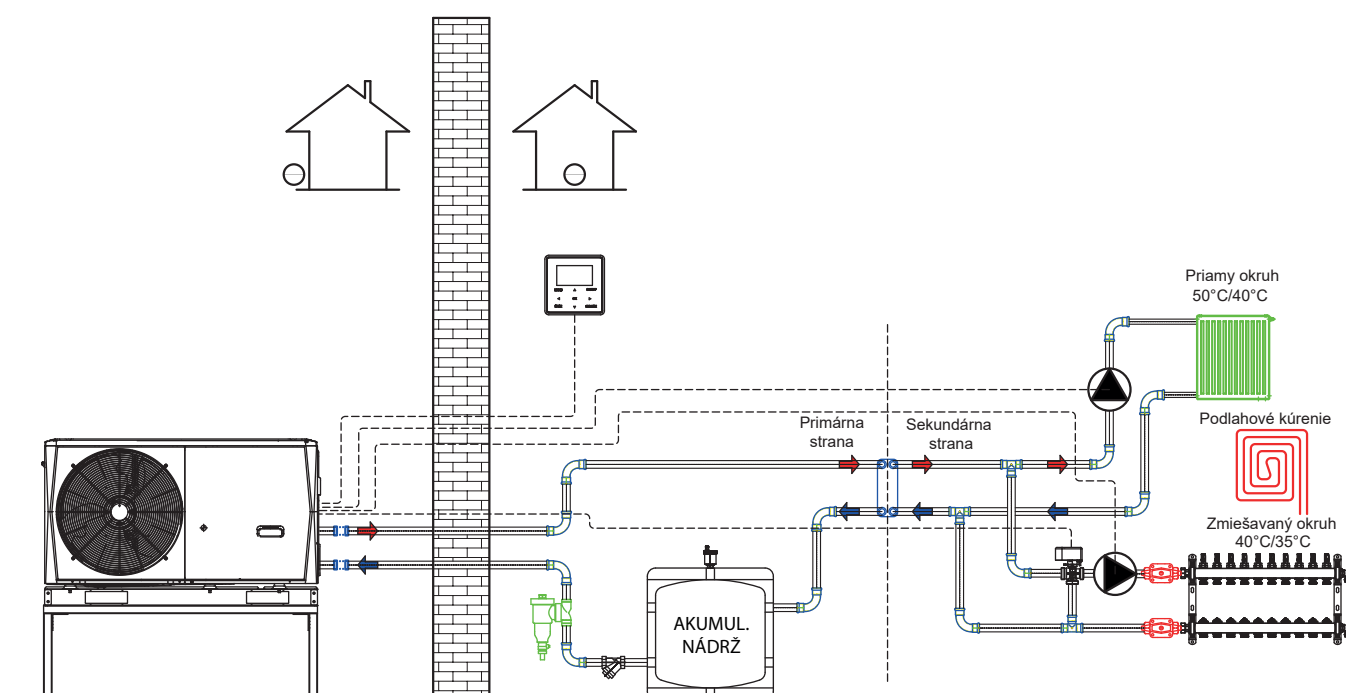 Priamy okruh
50°C/40°C
Primárna
strana
Sekundárna
strana
Podlahové kúrenie
Zmiešavaný okruh
40°C/35°C
AKUMUL.
NÁDRŽ